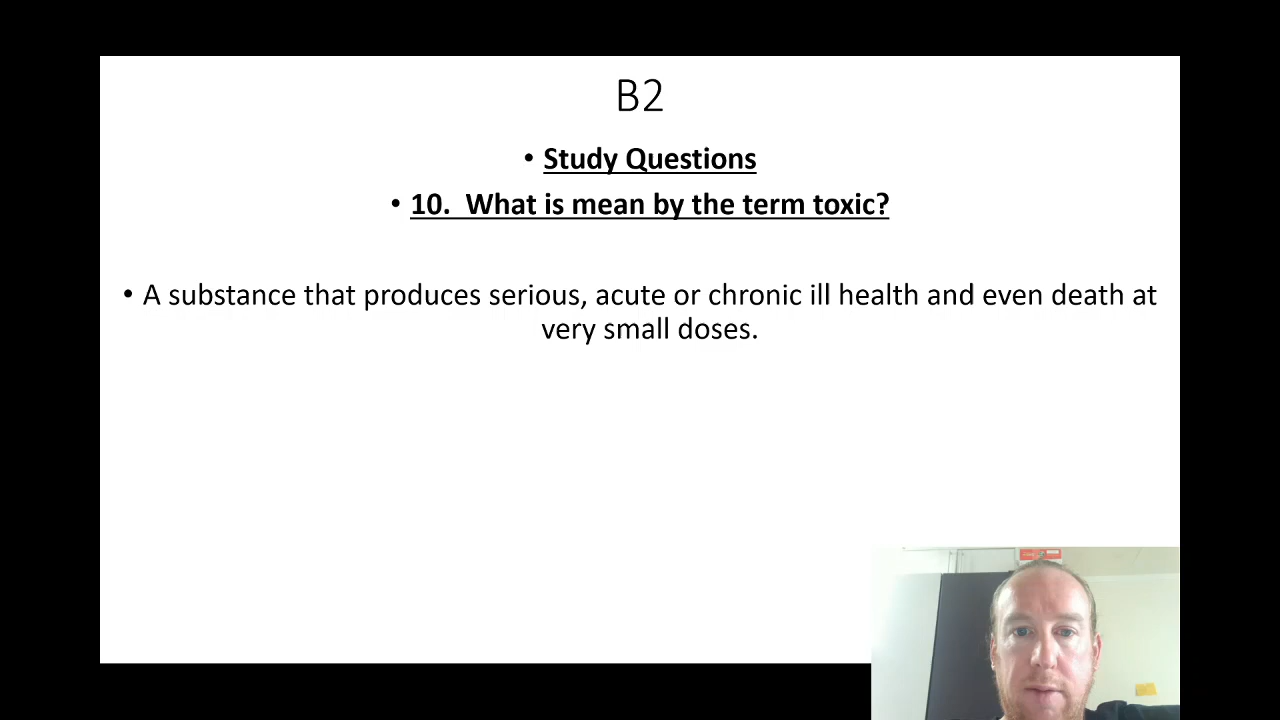 B2
• Study Questions
• 10.  What is mean by the term toxic?
• A substance that produces serious, acute or chronic ill health and even death at
very small doses.